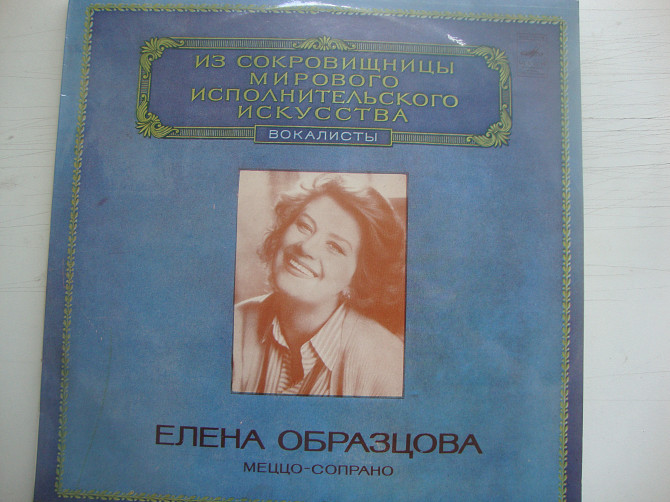 ИЗ СОКРОВИЩНИЦЫ
МИРОВОГО
ИСПОЛНИТЕЛЬСКОГО
ИСКУССТВА
ВОКАЛИСТЫ
ЕЛЕНА ОБРАЗЦОВА
МЕЦЦО-СОПРАНО